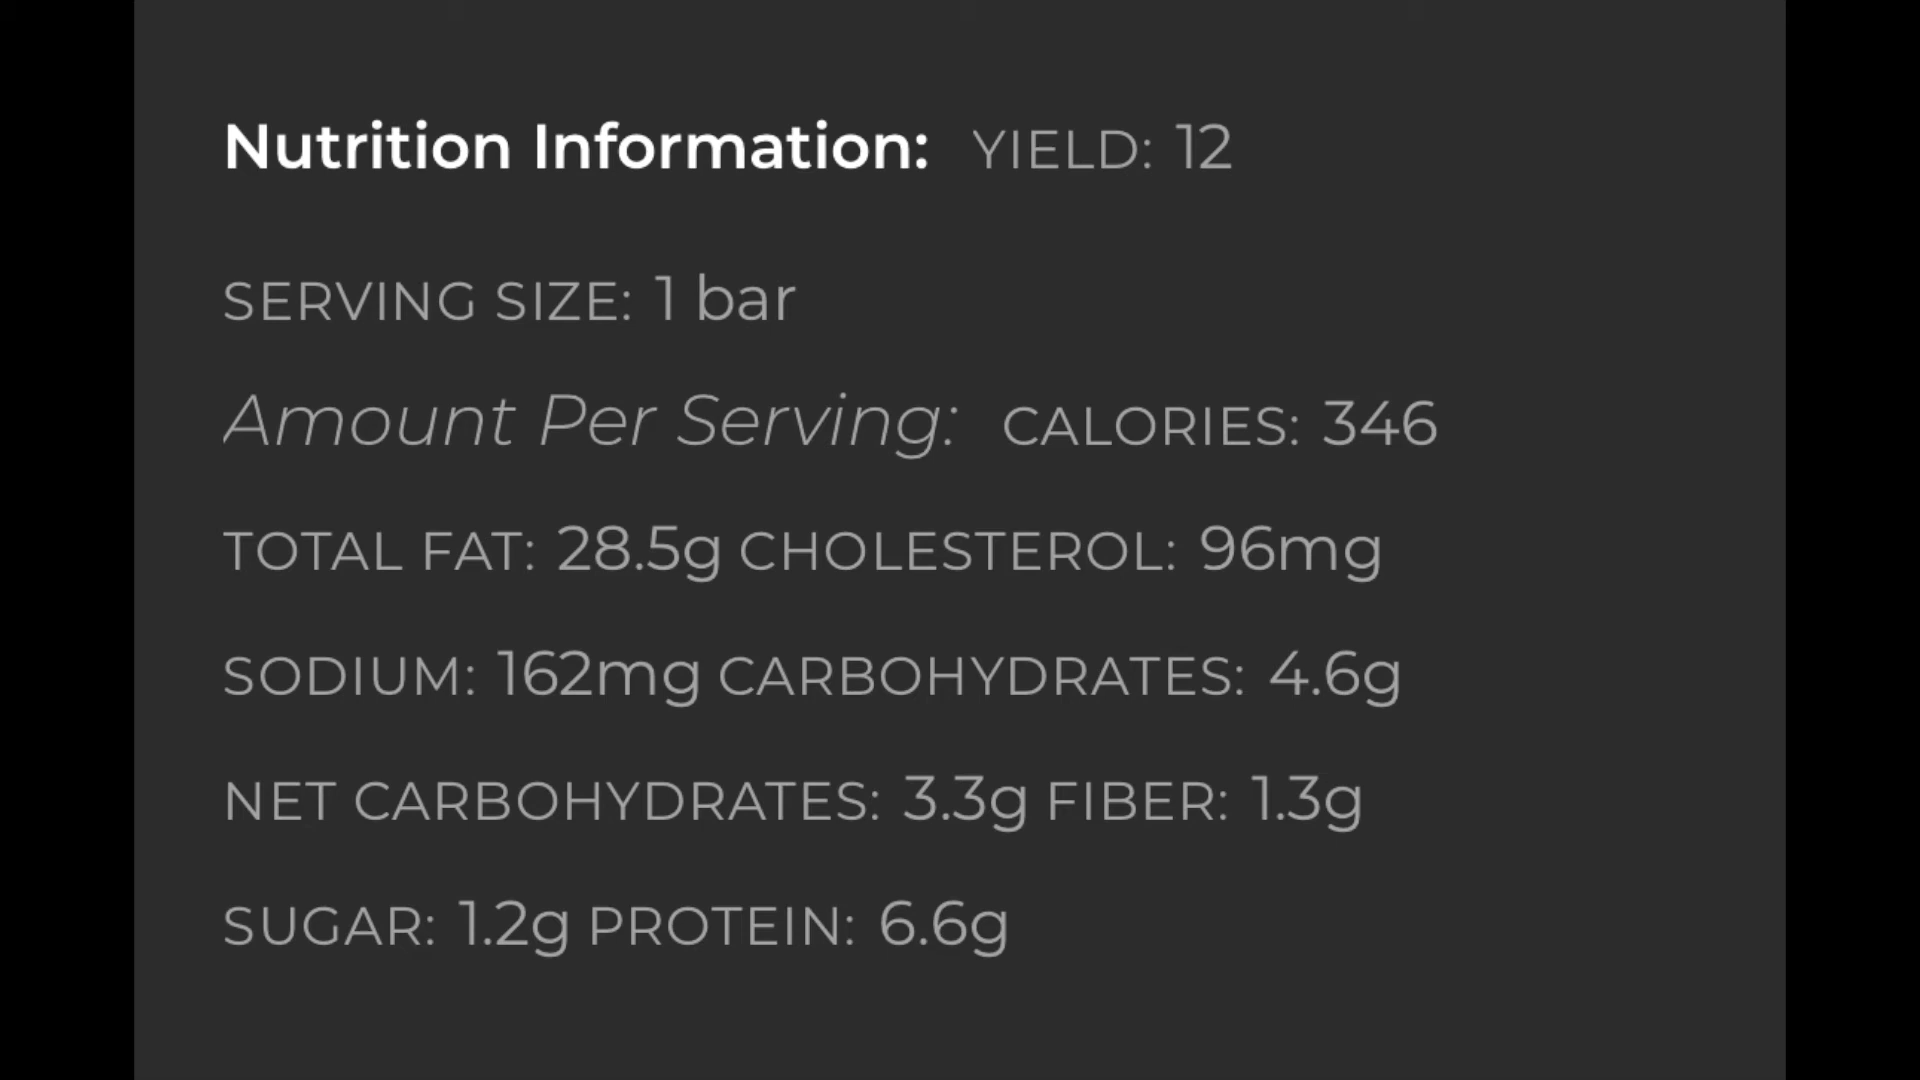 Nutrition Information: YIELD: 12
SERVING SIZE: 1 bar
Amount Per Serving: CALORIES: 346
TOTAL FAT: 28.5g CHOLESTEROL: 96mg
SODIUM: 162mg CARBOHYDRATES: 4.6g
NET CARBOHYDRATES: 3.3g FIBER: 1.3g
SUGAR: 1.2g PROTEIN: 6.6g